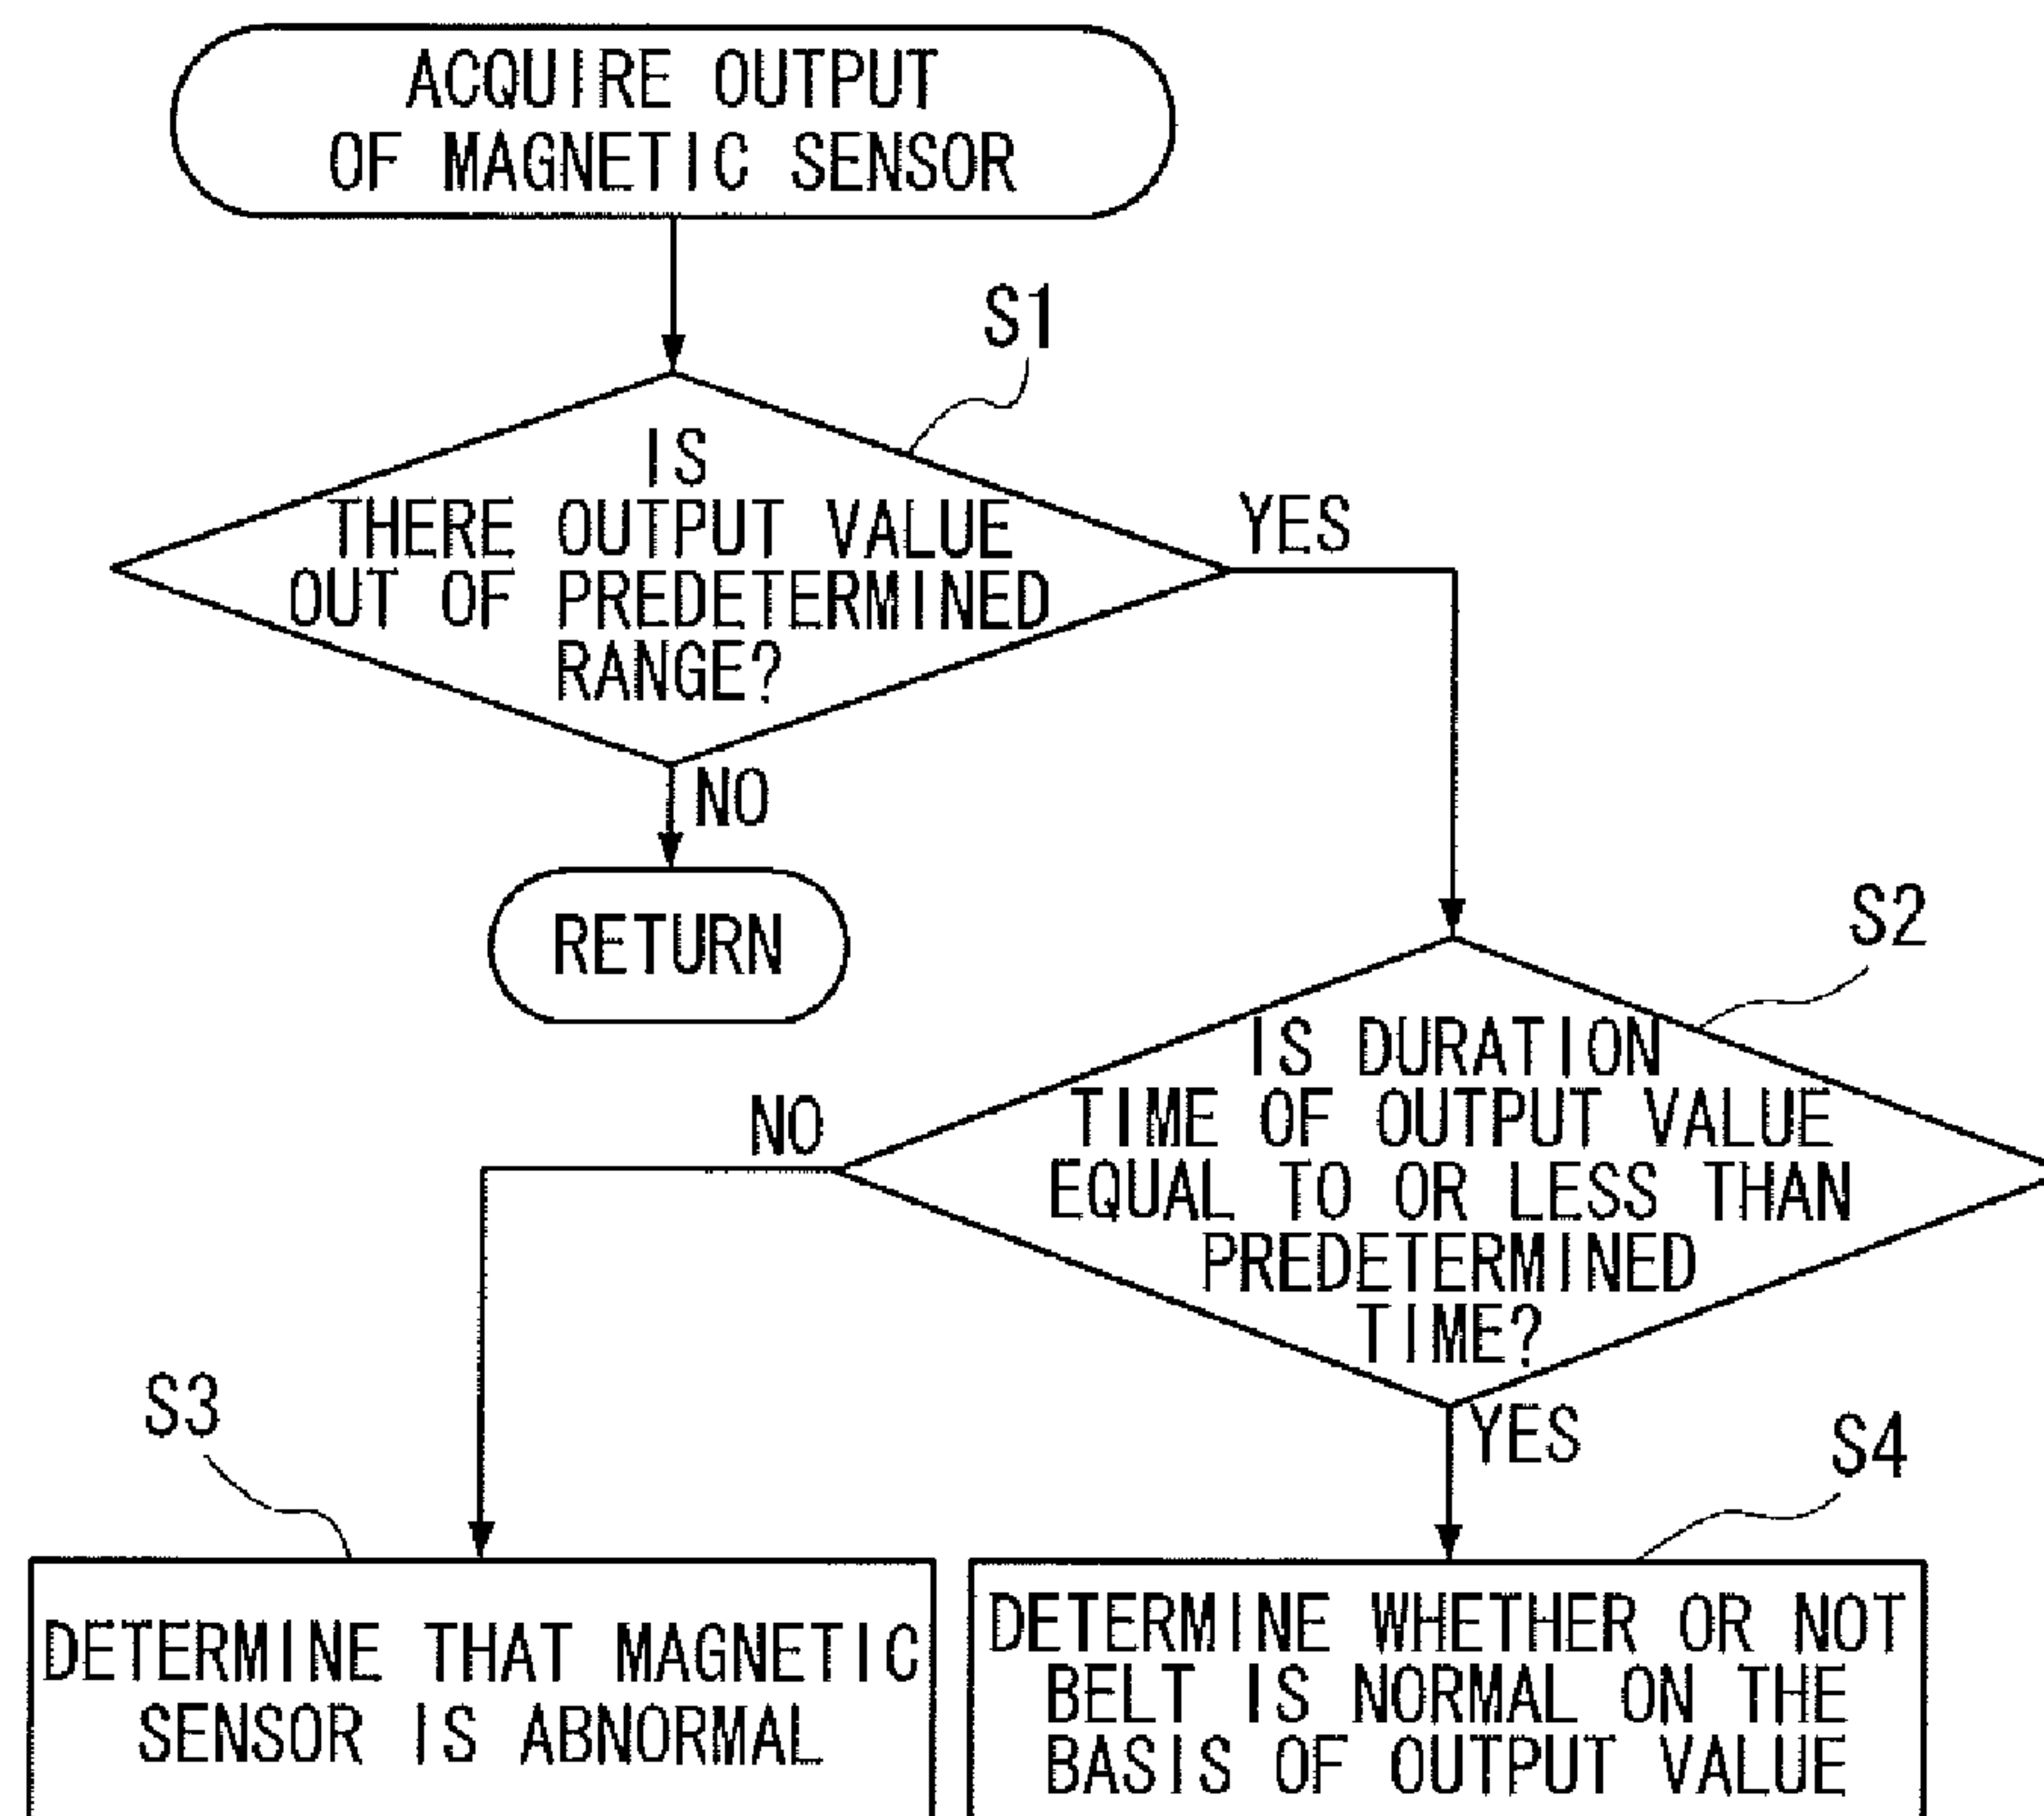 ACQUIRE OUTPUT
OF MAGNETIC SENSOR
S1
IS
THERE OUTPUT VALUE
OUT OF PREDETERMINED
RANGE?
YES
NO
RETURN
S2
IS DURATION
TIME OF OUTPUT VALUE
EQUAL TO OR LESS THAN
PREDETERMINED
TIME?
NO
YES
S3
DETERMINE THAT MAGNETIC
SENSOR IS ABNORMAL
S4
DETERMINE WHETHER OR NOT
BELT IS NORMAL ON THE
BASIS OF OUTPUT VALUE